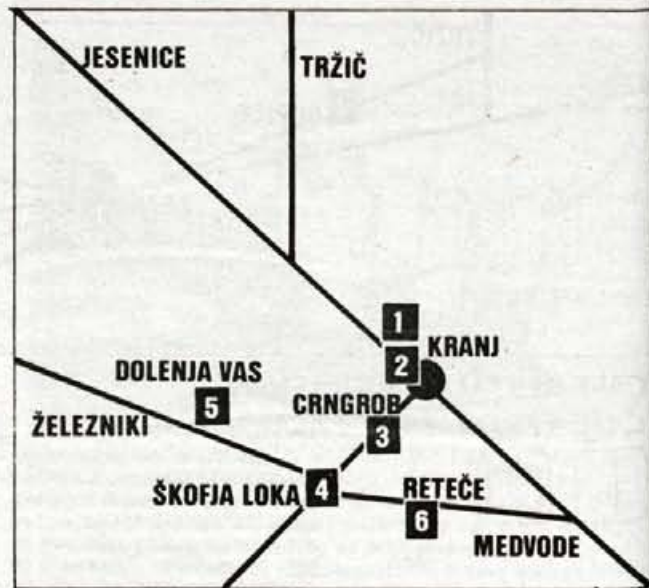 JESENICE
TRŽIČ
1
2
KRANJ
DOLENJA VAS
5
CRNGROB
3
ŽELEZNIKI
ŠKOFJA LOKA
4
RETEČE
6
MEDVODE